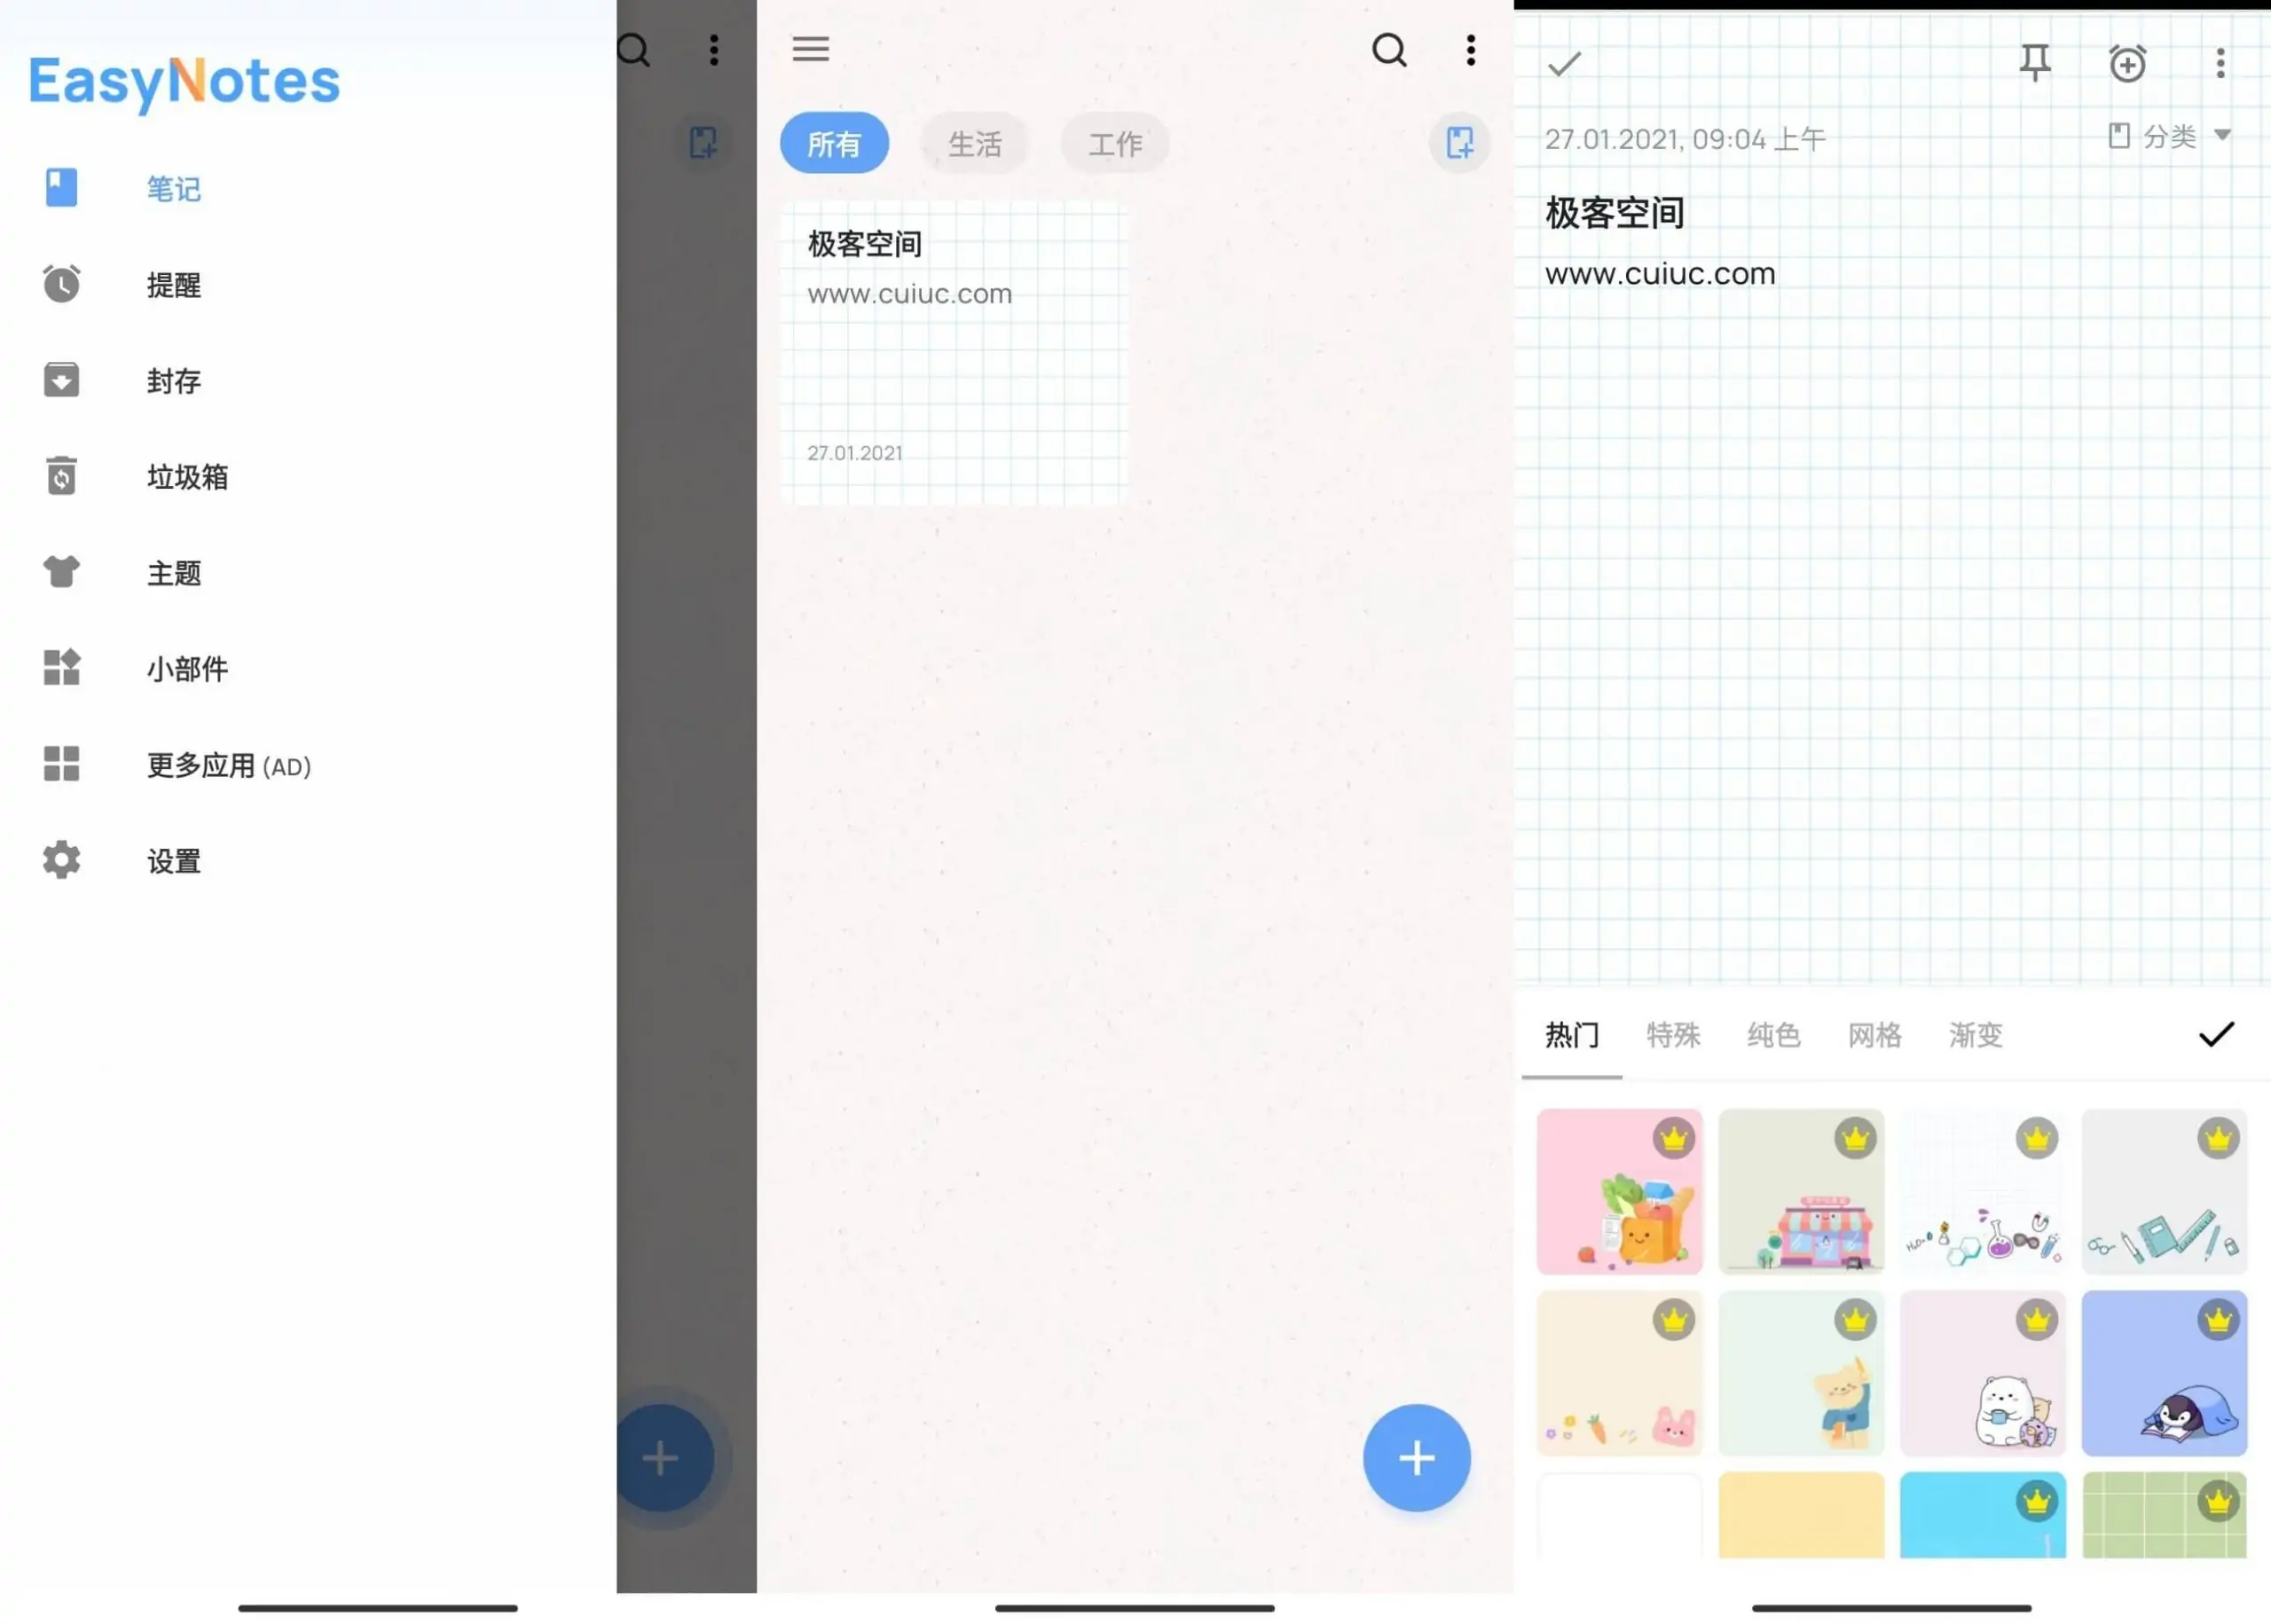 EasyNotes
笔记
提醒
封存
垃圾箱
主题
小部件
更多应用 (AD)
设置
所有
生活
工作
极客空间
www.cuiuc.com
27.01.2021
27.01.2021, 09:04 上午
分类
极客空间
www.cuiuc.com
热门
特殊
纯色
网格
渐变